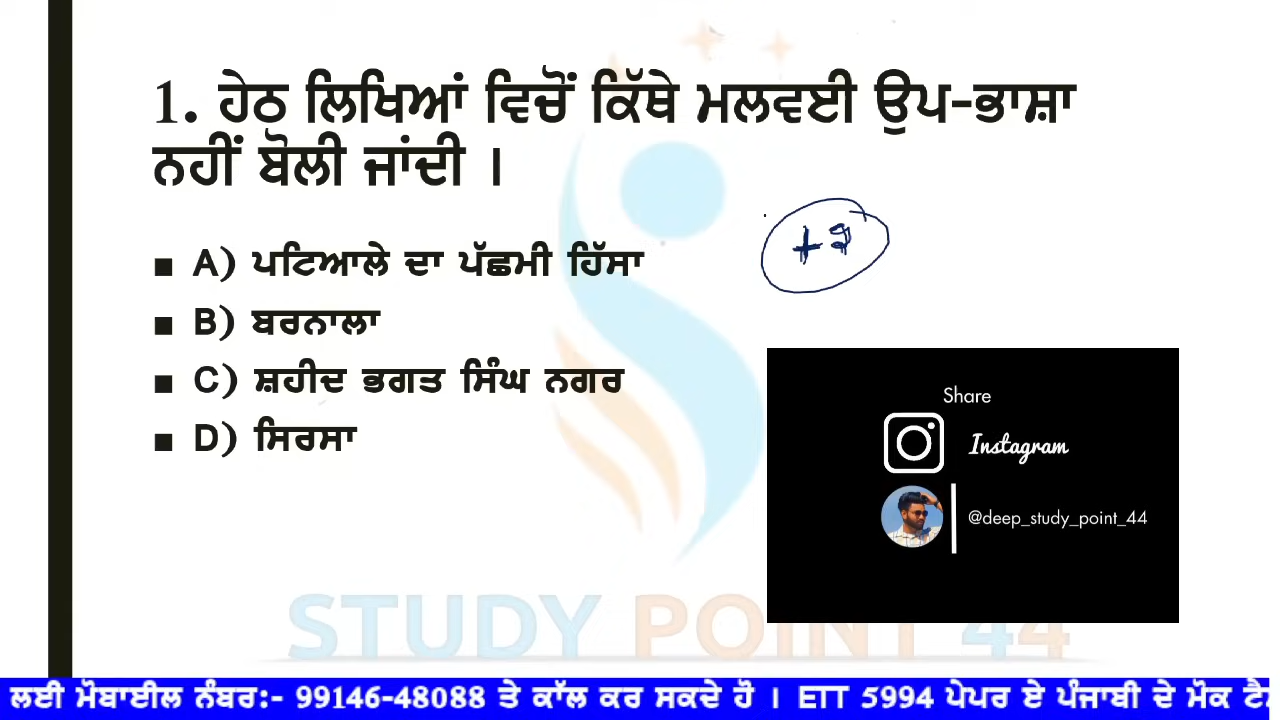 1. ਹੇਠ ਲਿਖਿਆਂ ਵਿਚੋਂ ਕਿੱਥੇ ਮਲਵਈ ਉਪ-ਭਾਸ਼ਾ
ਨਹੀਂ ਬੋਲੀ ਜਾਂਦੀ ।
■ A) ਪਟਿਆਲੇ ਦਾ ਪੱਛਮੀ ਹਿੱਸਾ
■ B) ਬਰਨਾਲਾ
■ C) ਸ਼ਹੀਦ ਭਗਤ ਸਿੰਘ ਨਗਰ
■ D) ਸਿਰਸਾ
Share
Instagram
@deep_study_point_44
STUDY POINT 44
ਲਈ ਮੋਬਾਈਲ ਨੰਬਰ:- 99146-48088 ਤੇ ਕਾੱਲ ਕਰ ਸਕਦੇ ਹੋ । ETT 5994 ਪੇਪਰ ਏ ਪੰਜਾਬੀ ਦੇ ਮੋਕ